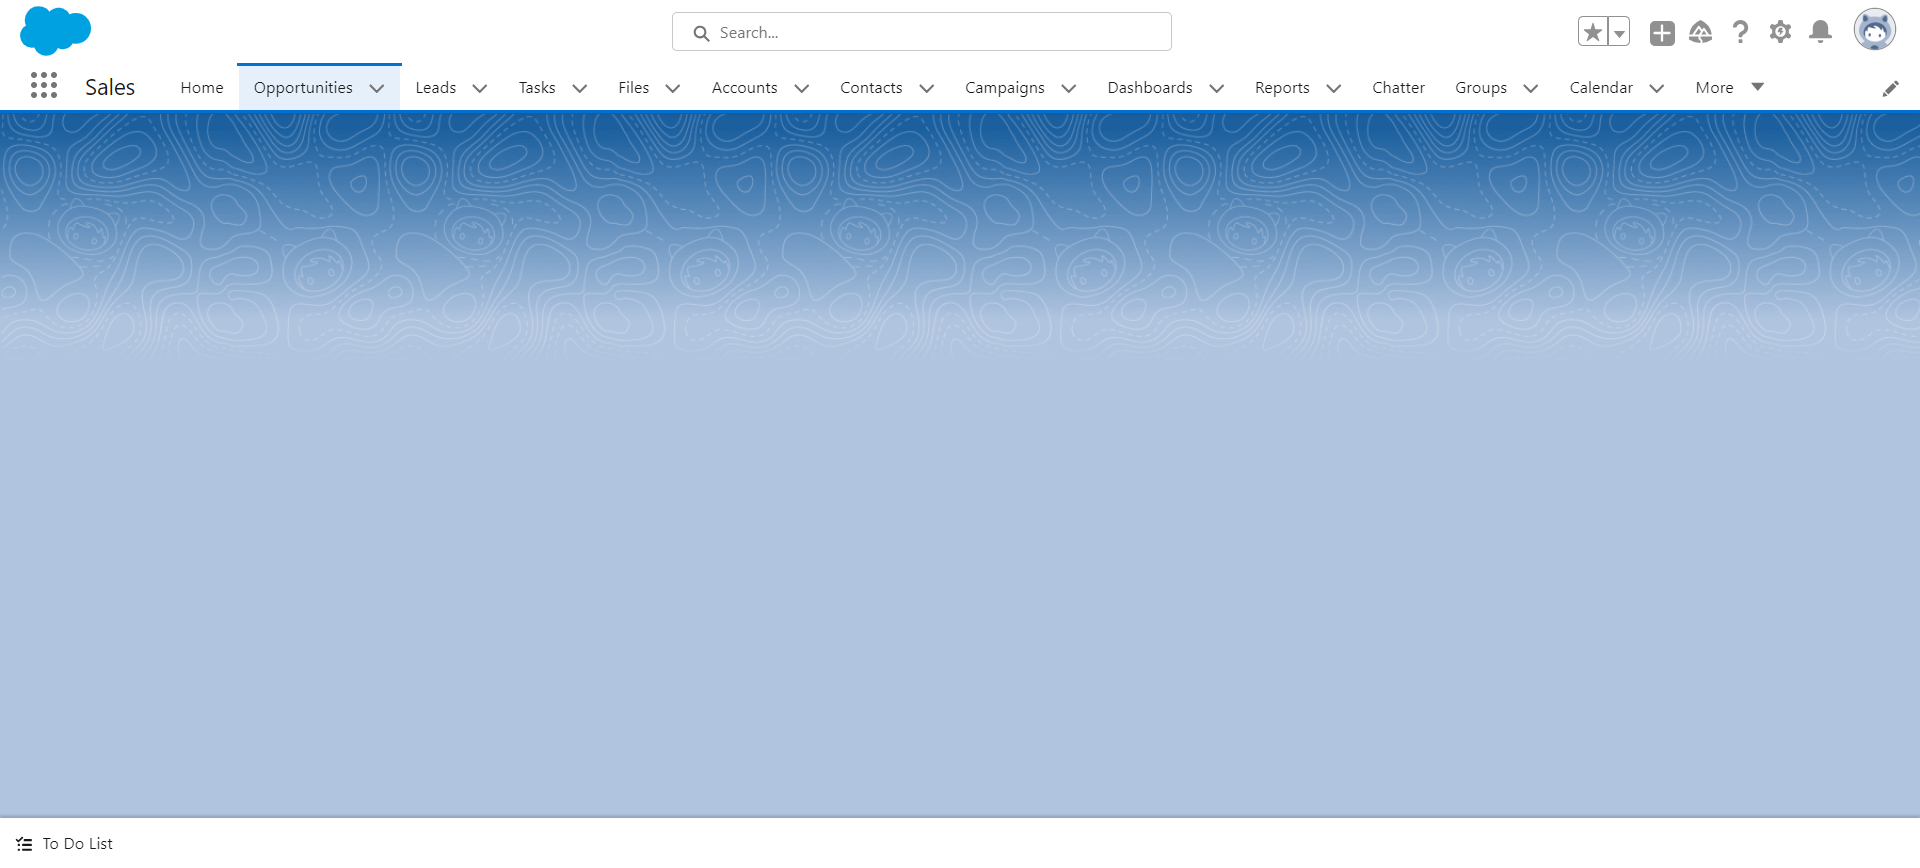 Search...
Sales Home Opportunities Leads Tasks Files Accounts Contacts Campaigns Dashboards Reports Chatter Groups Calendar More
To Do List